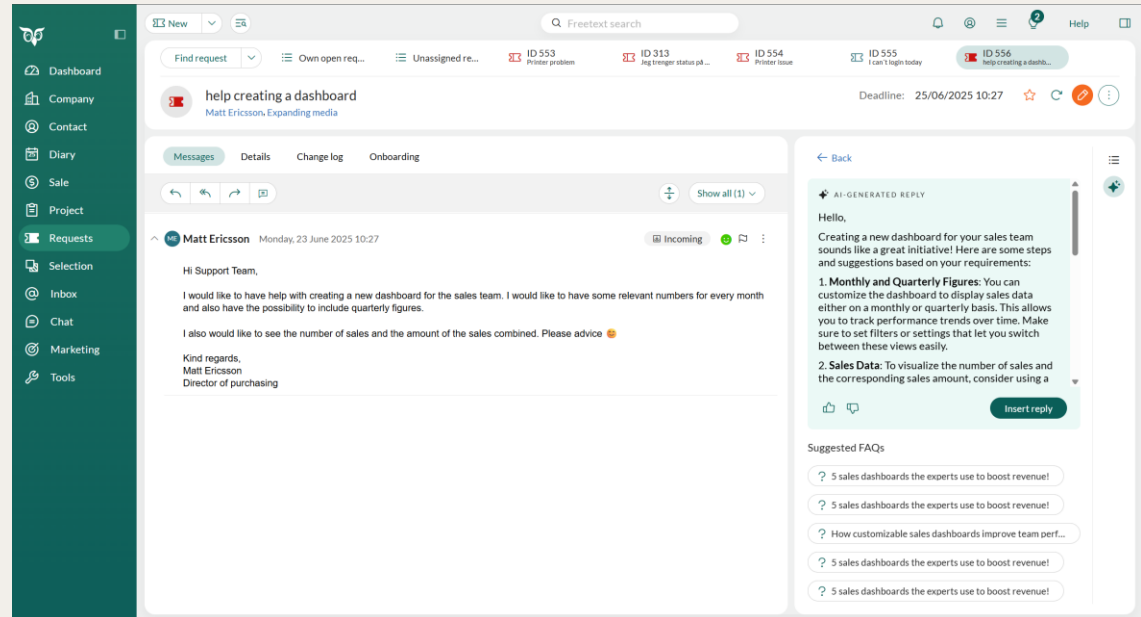 New
Freetext search
2
Help
Dashboard
Company
Contact
Diary
Sale
Project
Requests
Selection
Inbox
Chat
Marketing
Tools
Find request
Own open req...
Unassigned re...
ID 553
Printer problem
ID 313
Jeg trenger status på ...
ID 554
Printer issue
ID 555
I can't login today
ID 556
help creating a dashb...
help creating a dashboard
Matt Ericsson, Expanding media
Deadline: 25/06/2025 10:27
Messages
Details
Change log
Onboarding
Show all (1)
ME
Matt Ericsson Monday, 23 June 2025 10:27
Incoming
Hi Support Team,
I would like to have help with creating a new dashboard for the sales team. I would like to have some relevant numbers for every month
and also have the possibility to include quarterly figures.
I also would like to see the number of sales and the amount of the sales combined. Please advice 😊
Kind regards,
Matt Ericsson
Director of purchasing
Back
AI-GENERATED REPLY
Hello,
Creating a new dashboard for your sales team
sounds like a great initiative! Here are some steps
and suggestions based on your requirements:
1. Monthly and Quarterly Figures: You can
customize the dashboard to display sales data
either on a monthly or quarterly basis. This allows
you to track performance trends over time. Make
sure to set filters or settings that let you switch
between these views easily.
2. Sales Data: To visualize the number of sales and
the corresponding sales amount, consider using a
Insert reply
Suggested FAQs
? 5 sales dashboards the experts use to boost revenue!
? 5 sales dashboards the experts use to boost revenue!
? How customizable sales dashboards improve team perf...
? 5 sales dashboards the experts use to boost revenue!
? 5 sales dashboards the experts use to boost revenue!